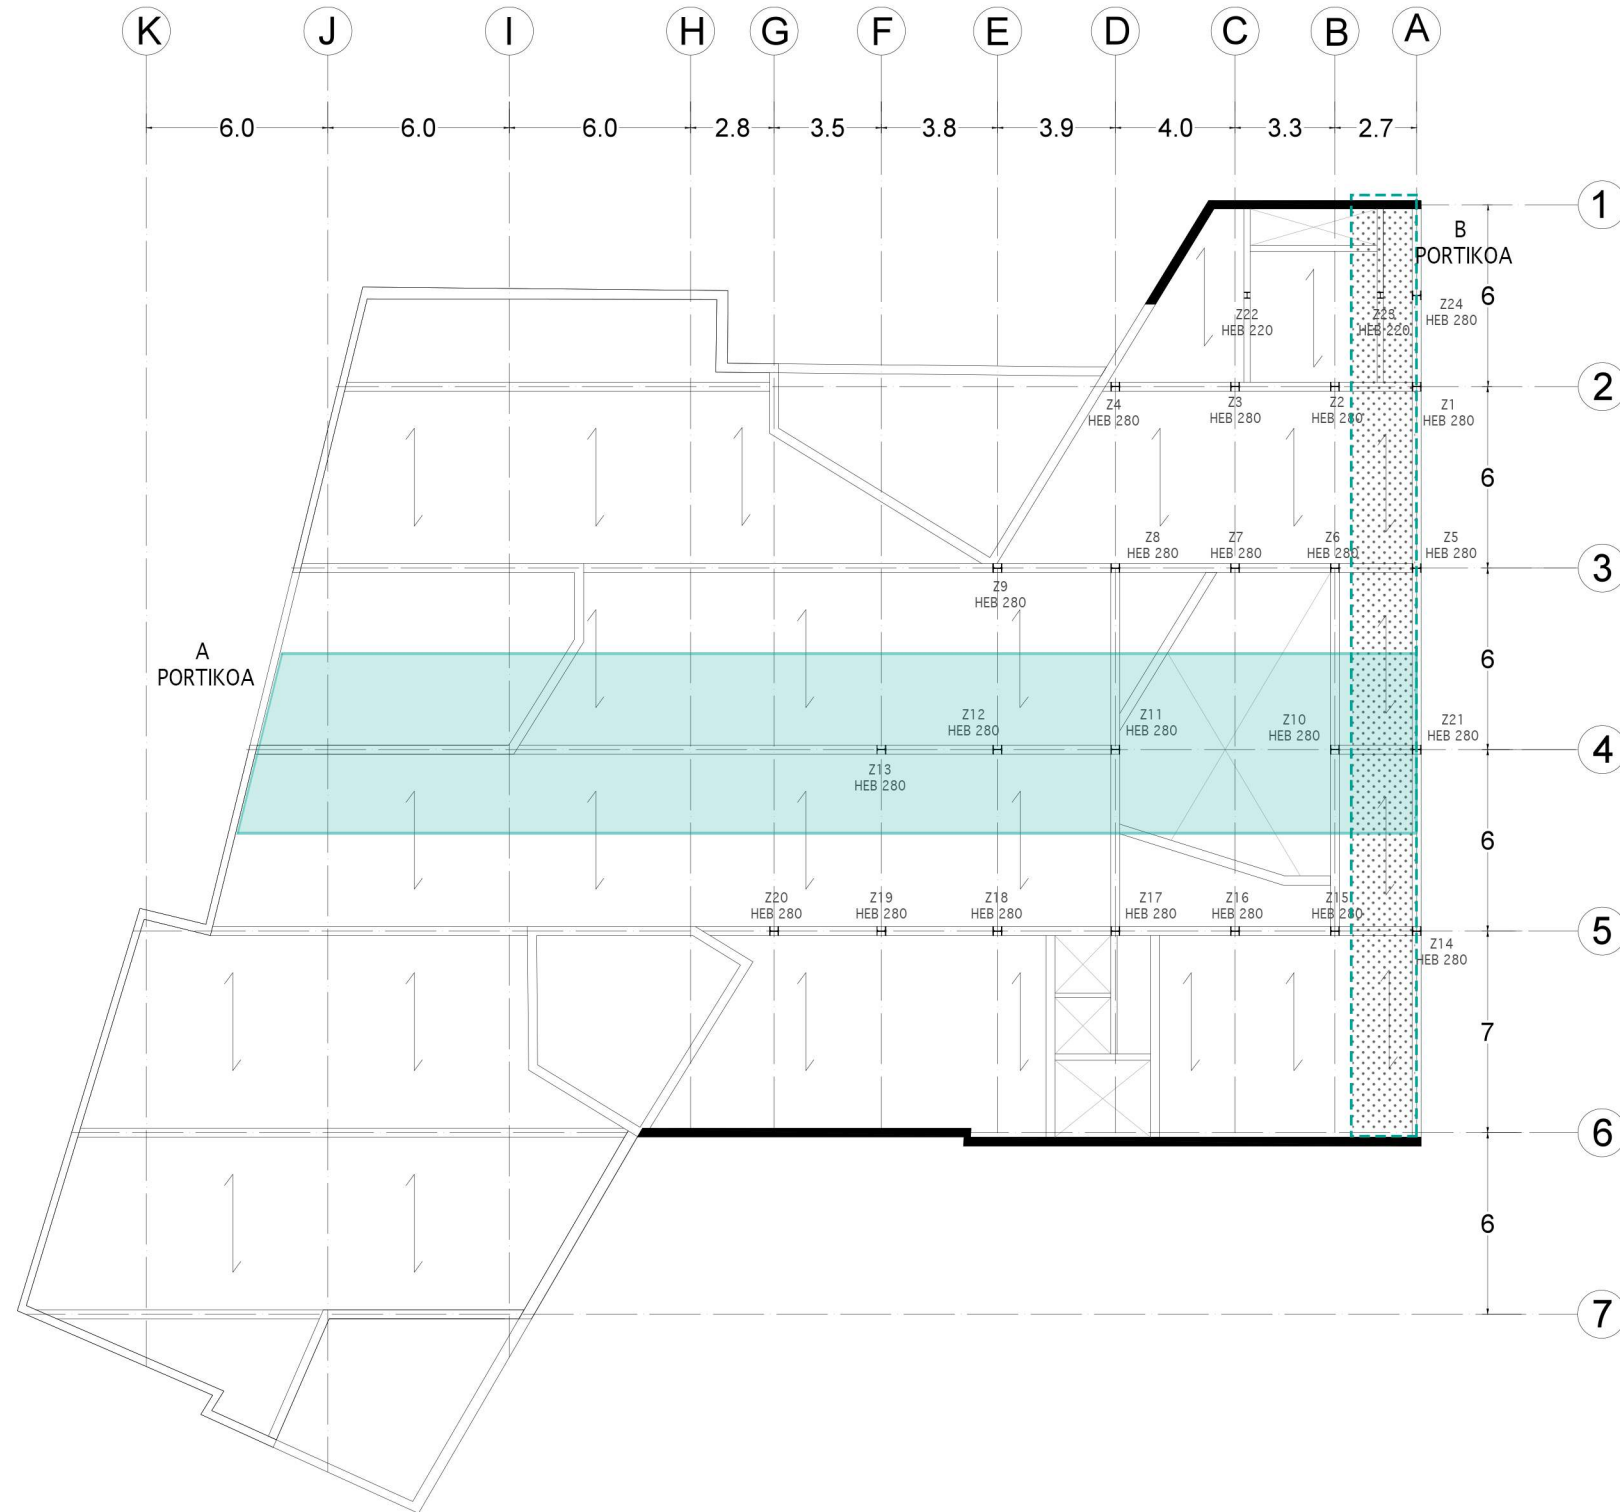 K J I H G F E D C B A
6.0 6.0 6.0 2.8 3.5 3.8 3.9 4.0 3.3 2.7
1
B
PORTIKOA
6
Z22
HEB 220
Z23
HEB 220
Z24
HEB 280
2
Z4
HEB 280
Z3
HEB 280
Z2
HEB 280
Z1
HEB 280
6
Z8
HEB 280
Z7
HEB 280
Z6
HEB 280
Z5
HEB 280
3
Z9
HEB 280
A
PORTIKOA
6
Z12
HEB 280
Z11
HEB 280
Z10
HEB 280
Z21
HEB 280
4
Z13
HEB 280
6
Z20
HEB 280
Z19
HEB 280
Z18
HEB 280
Z17
HEB 280
Z16
HEB 280
Z15
HEB 280
5
Z14
HEB 280
7
6
6
7